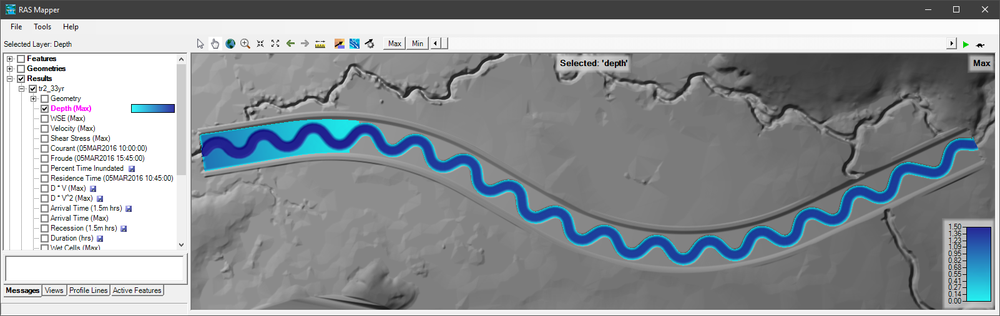 RAS Mapper
File Tools Help
Selected Layer: Depth
Max Min
Features
Geometries
Results
tr2_33yr
Geometry
Depth (Max)
WSE (Max)
Velocity (Max)
Shear Stress (Max)
Courant (05MAR2016 10:00:00)
Froude (05MAR2016 15:45:00)
Percent Time Inundated
Residence Time (05MAR2016 10:45:00)
D * V (Max)
D * V^2 (Max)
Arrival Time (1.5m hrs)
Arrival Time (Max)
Recession (1.5m hrs)
Duration (hrs)
Wet Cells (Max)
Messages Views Profile Lines Active Features
Selected: 'depth'
Max
1.50
1.36
1.23
1.09
0.95
0.82
0.68
0.55
0.41
0.27
0.14
0.00